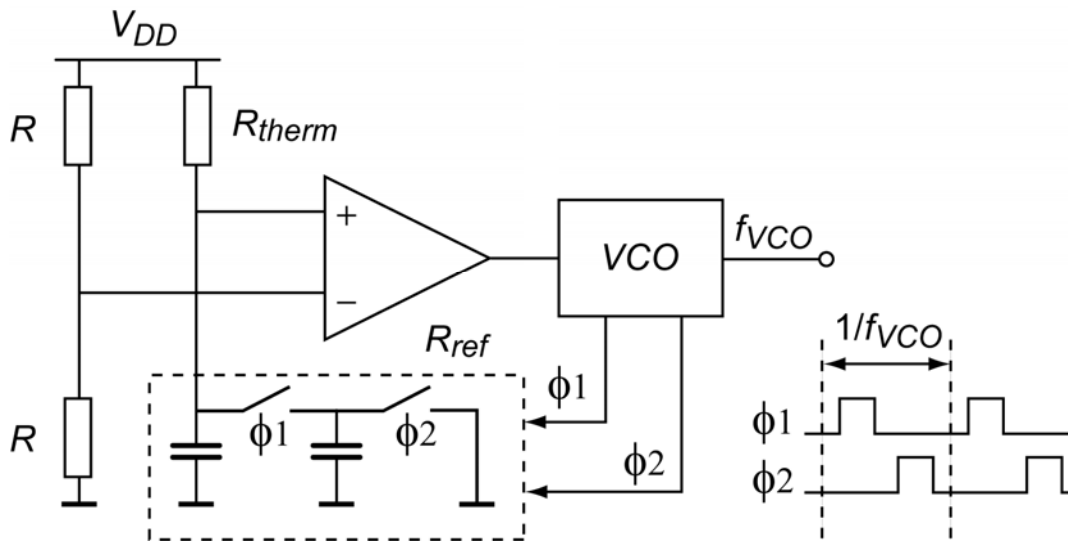 V_DD
R
R_therm
+
−
VCO
f_VCO
R_ref
1/f_VCO
ϕ1
ϕ1
ϕ2
ϕ1
R
ϕ2
ϕ2